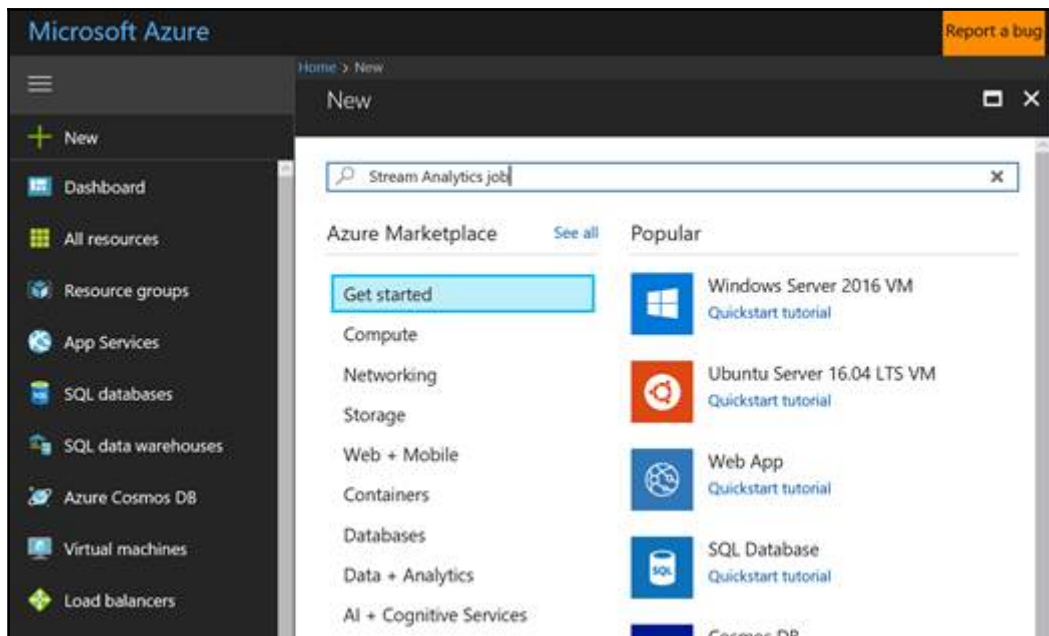 Microsoft Azure
Report a bug
Home > New
New
New
Stream Analytics job
Dashboard
All resources
Resource groups
App Services
SQL databases
SQL data warehouses
Azure Cosmos DB
Virtual machines
Load balancers
Azure Marketplace
See all
Get started
Compute
Networking
Storage
Web + Mobile
Containers
Databases
Data + Analytics
AI + Cognitive Services
Popular
Windows Server 2016 VM
Quickstart tutorial
Ubuntu Server 16.04 LTS VM
Quickstart tutorial
Web App
Quickstart tutorial
SQL
SQL Database
Quickstart tutorial
Cosmos DB